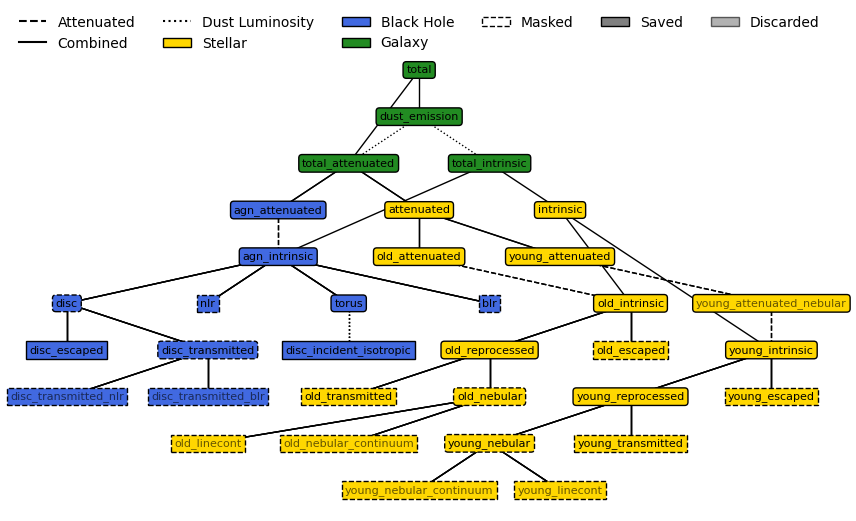 Attenuated Dust Luminosity Black Hole Masked Saved Discarded
Combined Stellar Galaxy
total
dust_emission
total_attenuated total_intrinsic
agn_attenuated attenuated intrinsic
agn_intrinsic old_attenuated young_attenuated
disc nlr torus blr old_intrinsic young_attenuated_nebular
disc_escaped disc_transmitted disc_incident_isotropic old_reprocessed old_escaped young_intrinsic
disc_transmitted_nlr disc_transmitted_blr old_transmitted old_nebular young_reprocessed young_escaped
old_linecont old_nebular_continuum young_nebular young_transmitted
young_nebular_continuum young_linecont